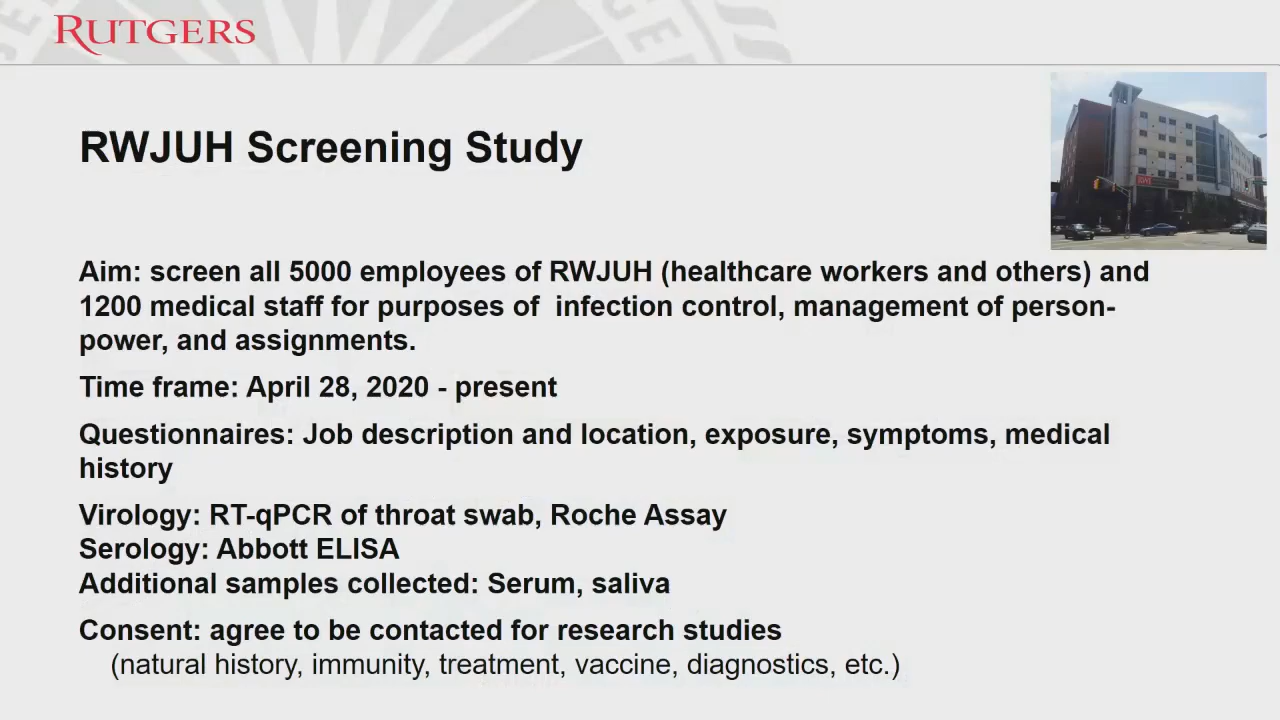 RUTGERS
RWJUH Screening Study
Aim: screen all 5000 employees of RWJUH (healthcare workers and others) and
1200 medical staff for purposes of  infection control, management of person-
power, and assignments.
Time frame: April 28, 2020 - present
Questionnaires: Job description and location, exposure, symptoms, medical
history
Virology: RT-qPCR of throat swab, Roche Assay
Serology: Abbott ELISA
Additional samples collected: Serum, saliva
Consent: agree to be contacted for research studies
(natural history, immunity, treatment, vaccine, diagnostics, etc.)